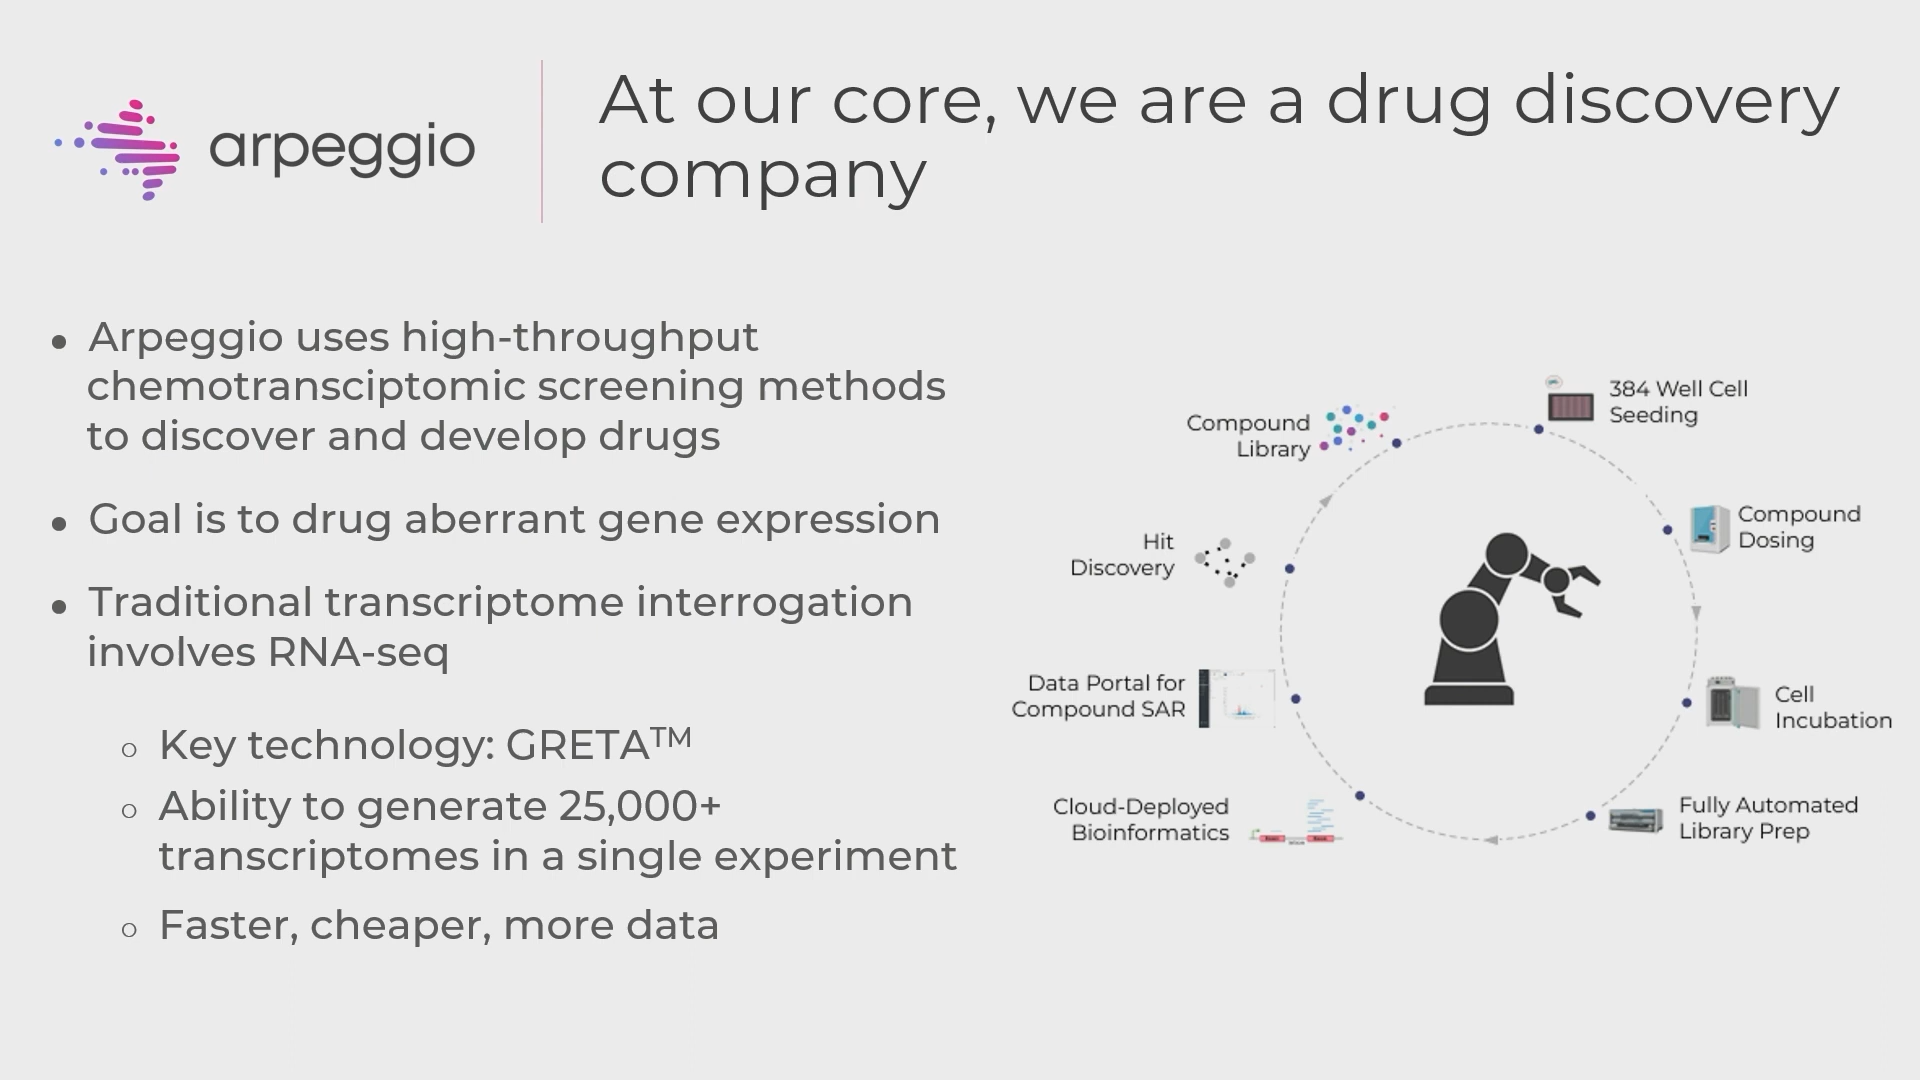 arpeggio
At our core, we are a drug discovery
company
• Arpeggio uses high-throughput
chemotransciptomic screening methods
to discover and develop drugs
• Goal is to drug aberrant gene expression
• Traditional transcriptome interrogation
involves RNA-seq
○ Key technology: GRETA™
○ Ability to generate 25,000+
transcriptomes in a single experiment
○ Faster, cheaper, more data
384 Well Cell
Seeding
Compound
Dosing
Cell
Incubation
Fully Automated
Library Prep
Cloud-Deployed
Bioinformatics
Data Portal for
Compound SAR
Hit
Discovery
Compound
Library